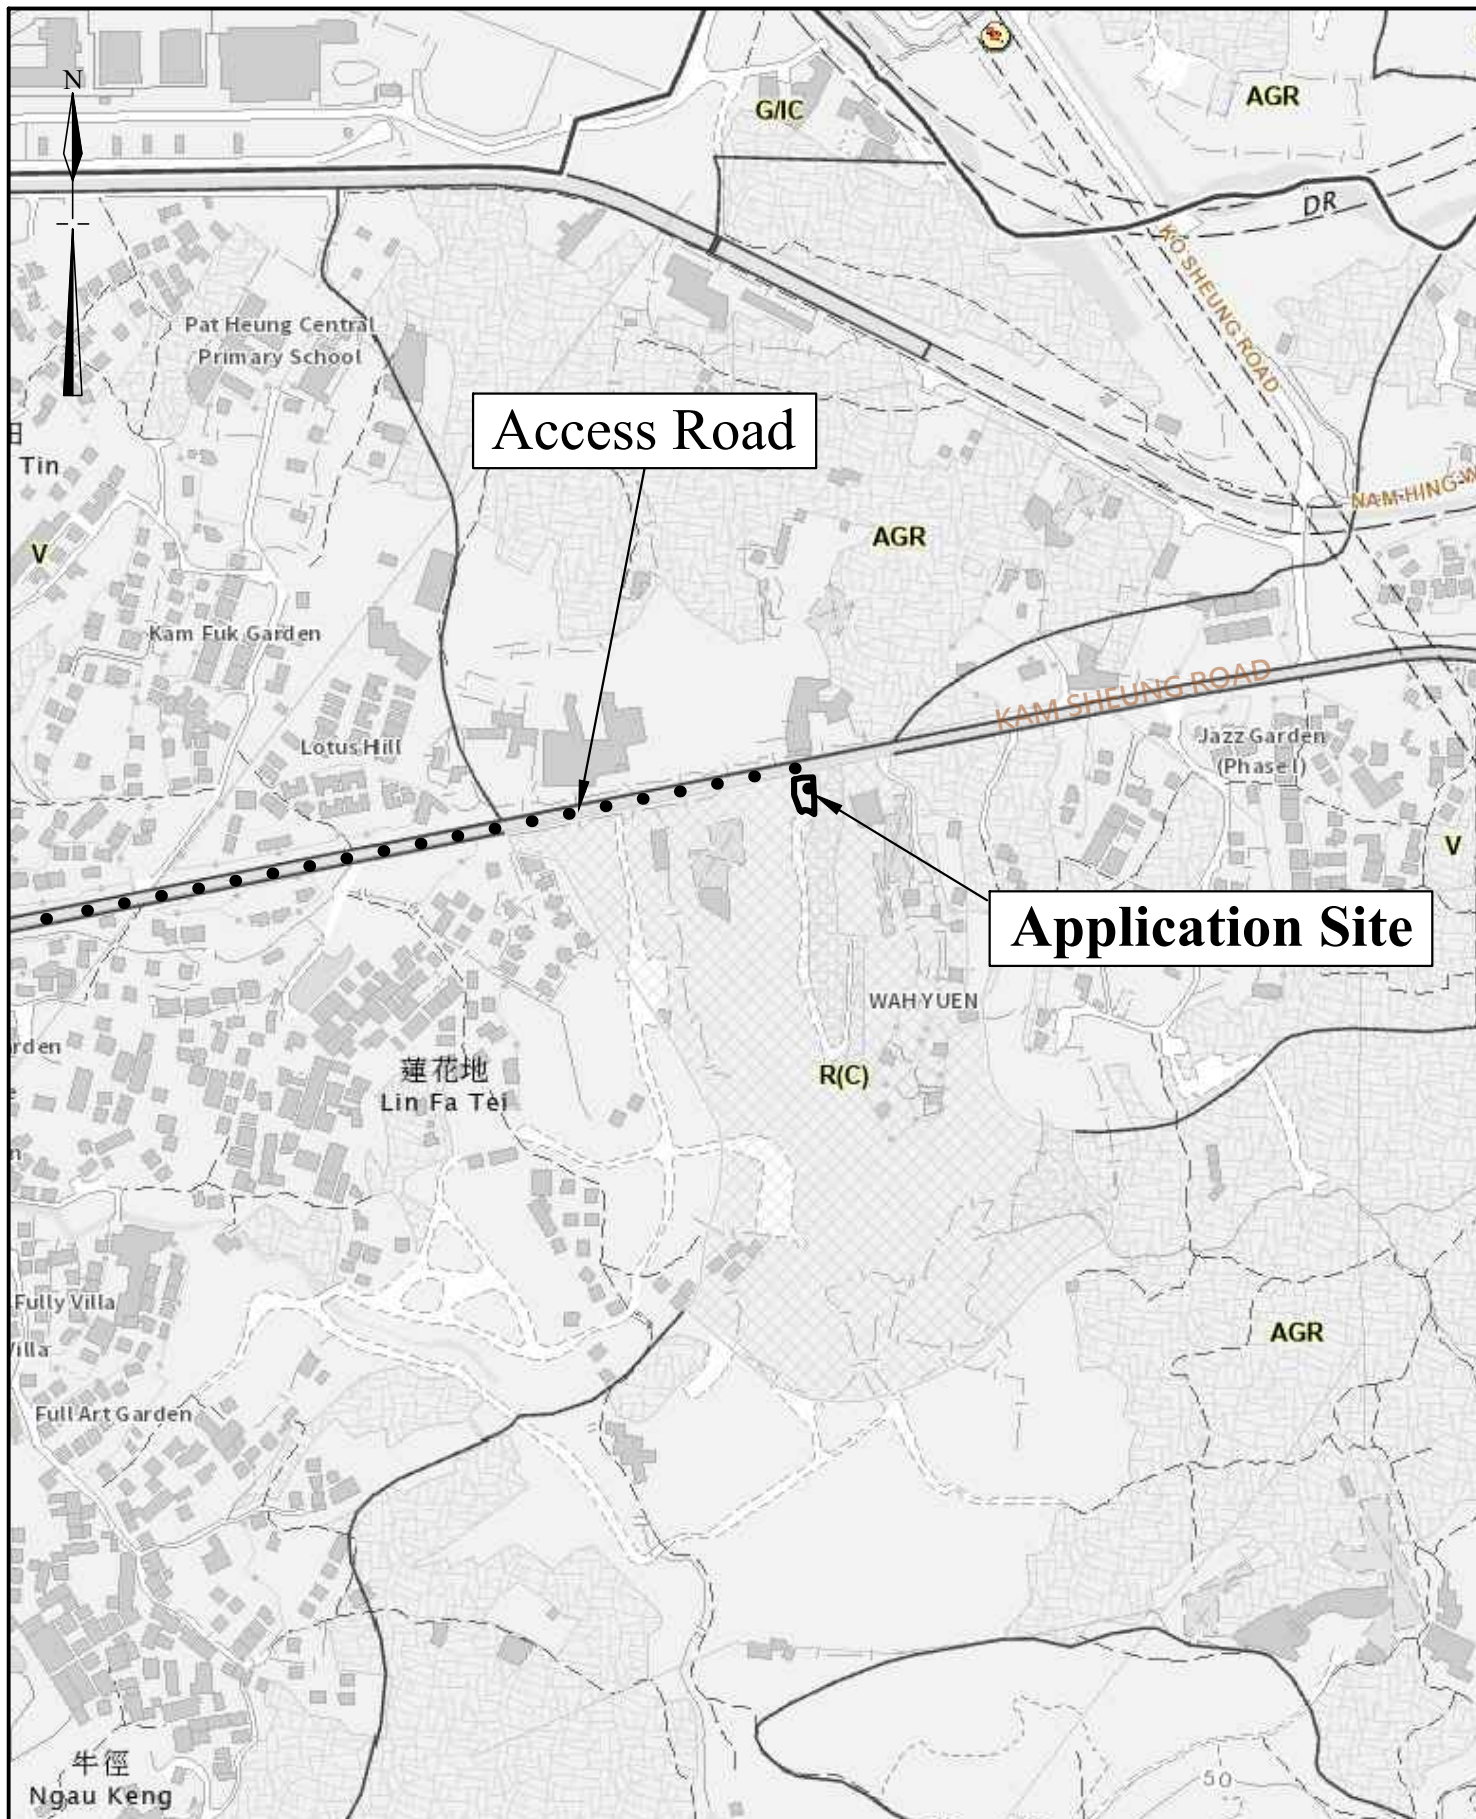 N
G/IC
AGR
DR
KO SHEUNG ROAD
Pat Heung Central
Primary School
Access Road
田
Tin
NAM HING W
AGR
V
Kam Fuk Garden
KAM SHEUNG ROAD
Lotus Hill
Jazz Garden
(Phase I)
V
Application Site
WAH YUEN
rden
蓮花地
Lin Fa Tei
R(C)
Fully Villa
Villa
AGR
Full Art Garden
牛徑
Ngau Keng
50